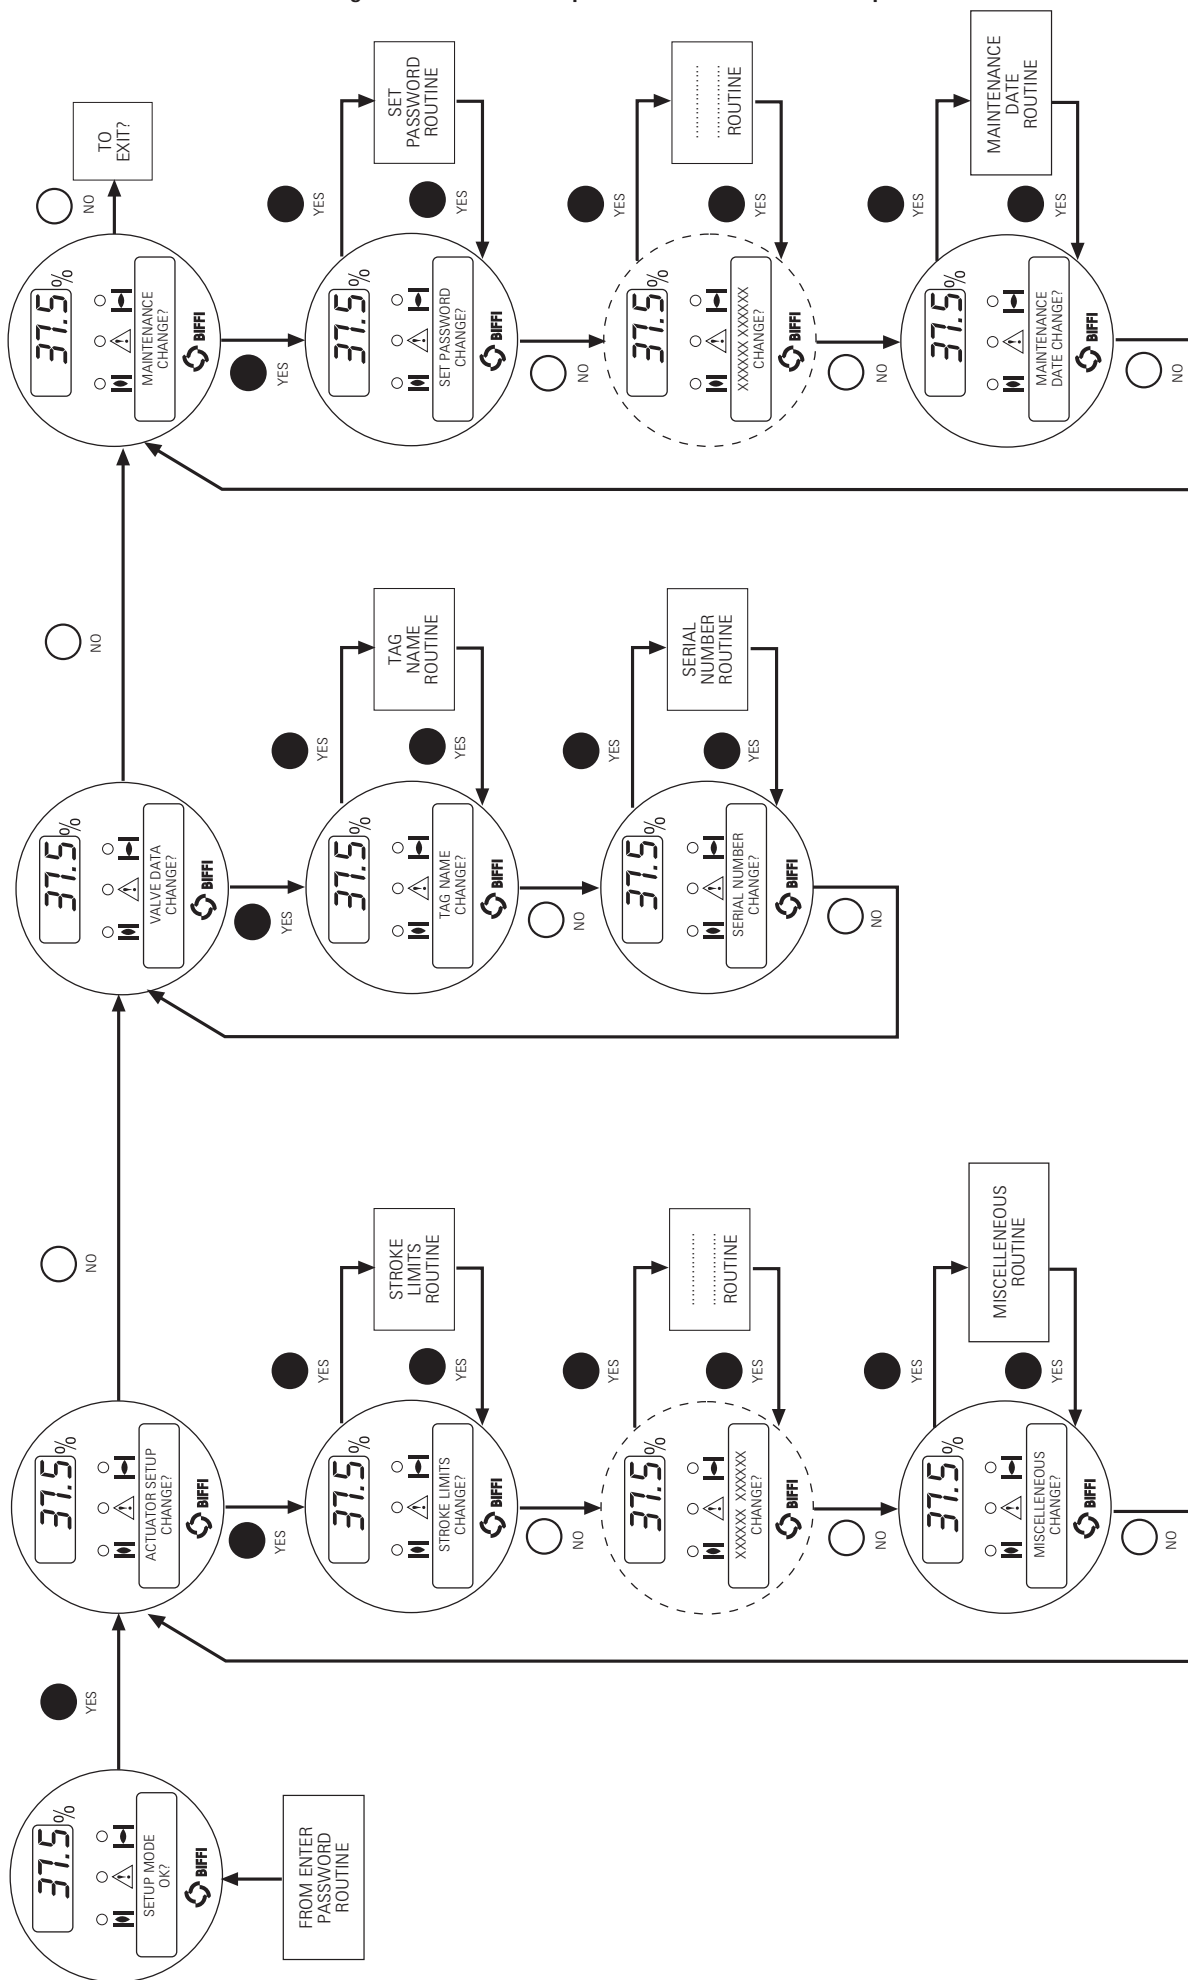 37.5%
SETUP MODE
OK?
BIFFI
FROM ENTER
PASSWORD
ROUTINE
YES
37.5%
ACTUATOR SETUP
CHANGE?
BIFFI
NO
YES
37.5%
STROKE LIMITS
CHANGE?
BIFFI
YES
STROKE
LIMITS
ROUTINE
YES
NO
37.5%
XXXXXX XXXXXXX
CHANGE?
BIFFI
YES
....................
....................
ROUTINE
YES
NO
37.5%
MISCELLENEOUS
CHANGE?
BIFFI
YES
MISCELLENEOUS
ROUTINE
YES
NO
37.5%
VALVE DATA
CHANGE?
BIFFI
NO
YES
37.5%
TAG NAME
CHANGE?
BIFFI
YES
TAG
NAME
ROUTINE
YES
NO
37.5%
SERIAL NUMBER
CHANGE?
BIFFI
YES
SERIAL
NUMBER
ROUTINE
YES
NO
37.5%
MAINTENANCE
CHANGE?
BIFFI
NO
TO
EXIT?
YES
37.5%
SET PASSWORD
CHANGE?
BIFFI
YES
SET
PASSWORD
ROUTINE
YES
NO
37.5%
XXXXXX XXXXXX
CHANGE?
BIFFI
YES
....................
....................
ROUTINE
YES
NO
37.5%
MAINTENANCE
DATE CHANGE?
BIFFI
YES
MAINTENANCE
DATE
ROUTINE
YES
NO